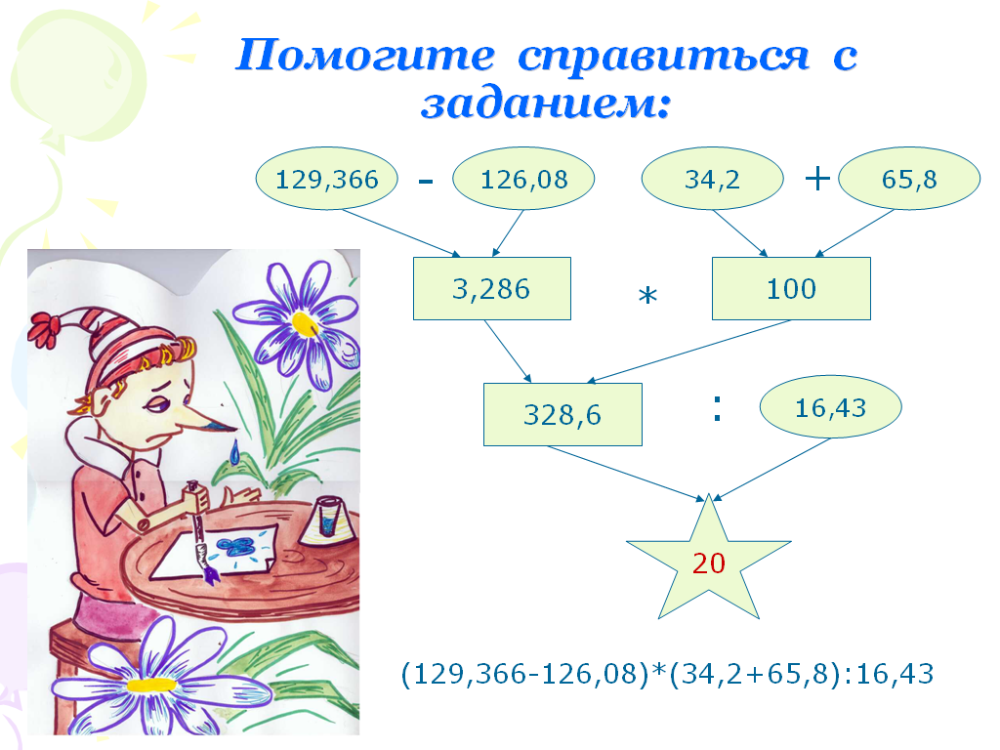 Помогите справиться с
заданием:
129,366 - 126,08 34,2 + 65,8
3,286 * 100
328,6 : 16,43
20
(129,366-126,08)*(34,2+65,8):16,43